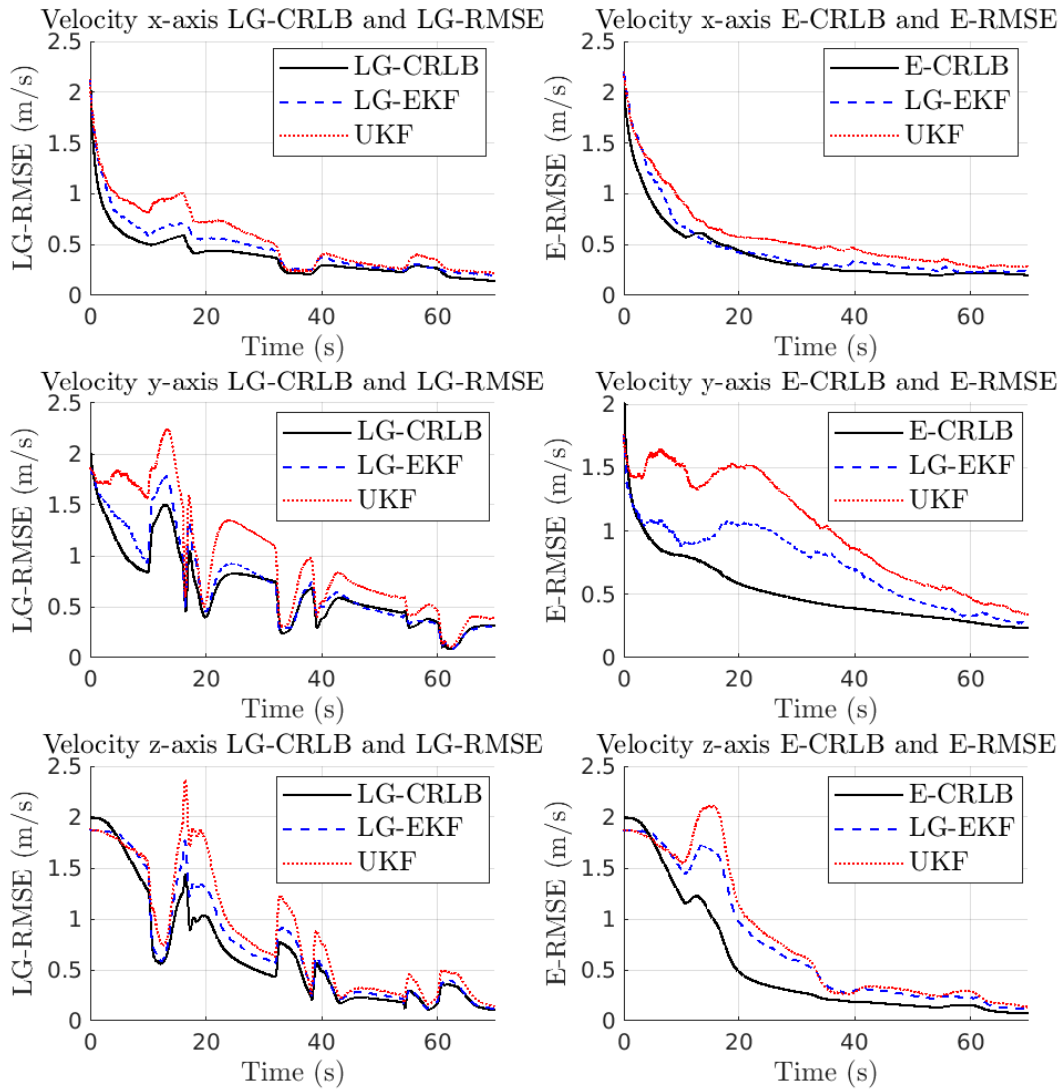 Velocity x-axis LG-CRLB and LG-RMSE
2.5
2
1.5
1
0.5
0
LG-RMSE (m/s)
LG-CRLB
LG-EKF
UKF
0 20 40 60
Time (s)
Velocity x-axis E-CRLB and E-RMSE
2.5
2
1.5
1
0.5
0
E-RMSE (m/s)
E-CRLB
LG-EKF
UKF
0 20 40 60
Time (s)
Velocity y-axis LG-CRLB and LG-RMSE
2.5
2
1.5
1
0.5
0
LG-RMSE (m/s)
LG-CRLB
LG-EKF
UKF
0 20 40 60
Time (s)
Velocity y-axis E-CRLB and E-RMSE
2
1.5
1
0.5
0
E-RMSE (m/s)
E-CRLB
LG-EKF
UKF
0 20 40 60
Time (s)
Velocity z-axis LG-CRLB and LG-RMSE
2.5
2
1.5
1
0.5
0
LG-RMSE (m/s)
LG-CRLB
LG-EKF
UKF
0 20 40 60
Time (s)
Velocity z-axis E-CRLB and E-RMSE
2.5
2
1.5
1
0.5
0
E-RMSE (m/s)
E-CRLB
LG-EKF
UKF
0 20 40 60
Time (s)